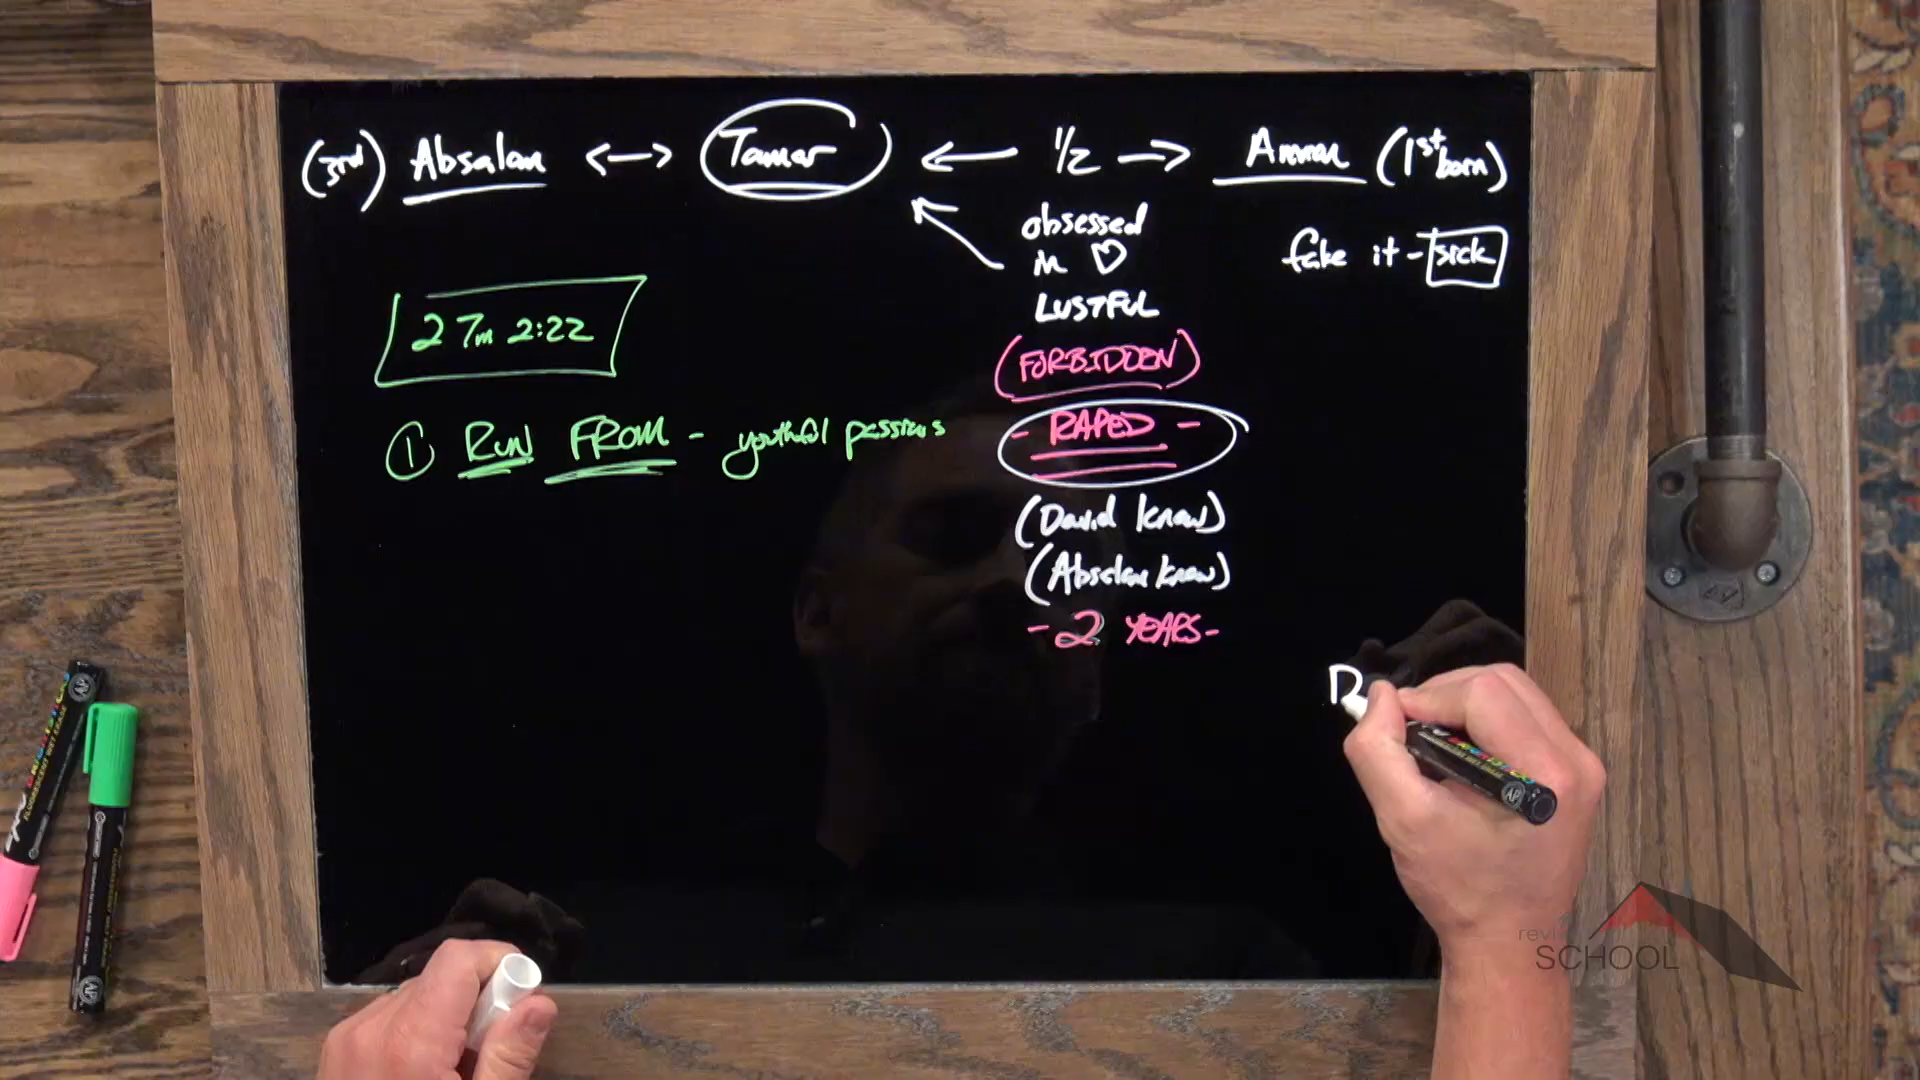 (3rd) Absalom <-> Tamar <- 1/2 -> Amnon (1st born)
obsessed
in ♡
LUSTFUL
fake it - sick
2 Tm 2:22
(FORBIDDEN)
- RAPED -
① RUN FROM - youthful passions
(David knew)
(Absalom knew)
- 2 YEARS -
SCHOOL